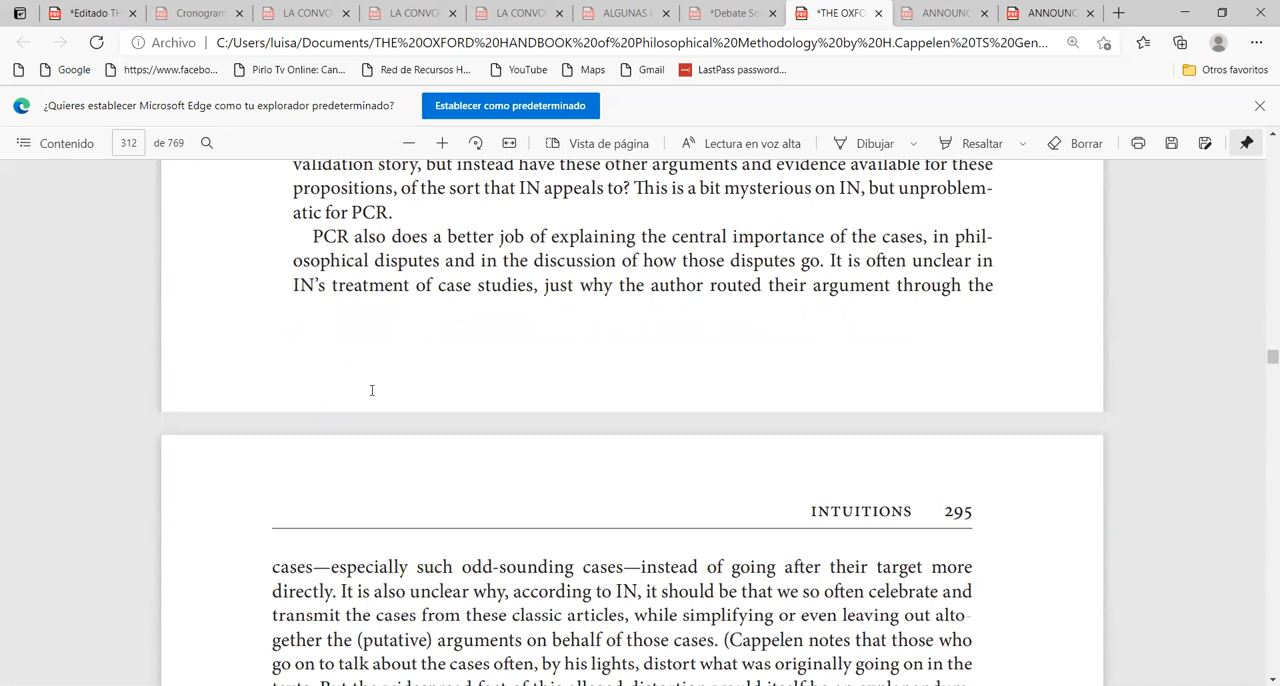 *Editado TH
Cronogram
LA CONVO
LA CONVO
LA CONVO
ALGUNAS
*Debate So
*THE OXFO
ANNOUNC
ANNOUNC
Archivo
C:/Users/luisa/Documents/THE%20OXFORD%20HANDBOOK%20of%20Philosophical%20Methodology%20by%20H.Cappelen%20TS%20Gen...
Google
https://www.facebo...
Pirlo Tv Online: Can...
Red de Recursos H...
YouTube
Maps
Gmail
LastPass password...
Otros favoritos
¿Quieres establecer Microsoft Edge como tu explorador predeterminado?
Establecer como predeterminado
Contenido
312
de 769
Vista de página
Lectura en voz alta
Dibujar
Resaltar
Borrar
validation story, but instead have these other arguments and evidence available for these
propositions, of the sort that IN appeals to? This is a bit mysterious on IN, but unproblem-
atic for PCR.
PCR also does a better job of explaining the central importance of the cases, in phil-
osophical disputes and in the discussion of how those disputes go. It is often unclear in
IN's treatment of case studies, just why the author routed their argument through the
INTUITIONS 295
cases—especially such odd-sounding cases—instead of going after their target more
directly. It is also unclear why, according to IN, it should be that we so often celebrate and
transmit the cases from these classic articles, while simplifying or even leaving out alto-
gether the (putative) arguments on behalf of those cases. (Cappelen notes that those who
go on to talk about the cases often, by his lights, distort what was originally going on in the